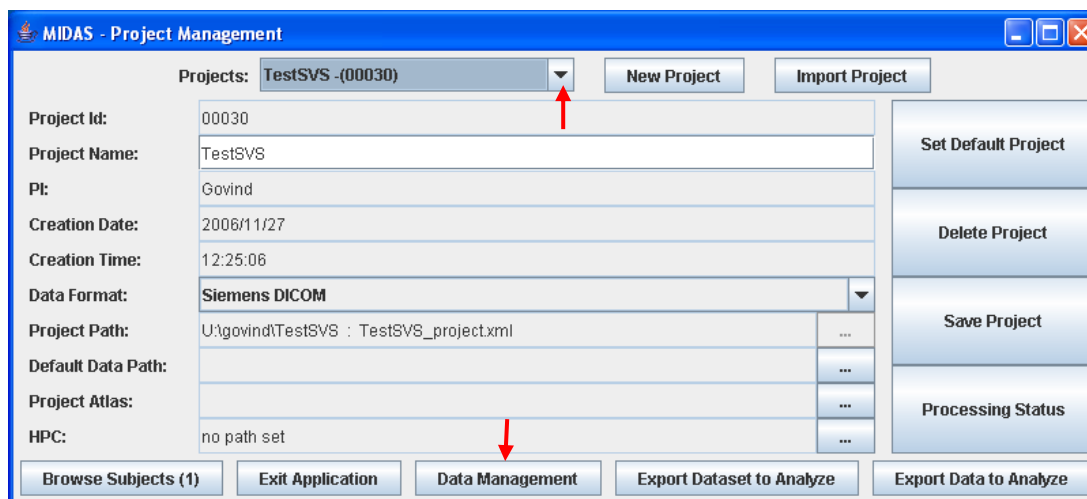 MIDAS - Project Management
Projects: TestSVS -(00030) New Project Import Project
Project Id: 00030
Project Name: TestSVS
PI: Govind
Creation Date: 2006/11/27
Creation Time: 12:25:06
Data Format: Siemens DICOM
Project Path: U:\govind\TestSVS : TestSVS_project.xml ...
Default Data Path: ...
Project Atlas: ...
HPC: no path set ...
Set Default Project
Delete Project
Save Project
Processing Status
Browse Subjects (1) Exit Application Data Management Export Dataset to Analyze Export Data to Analyze